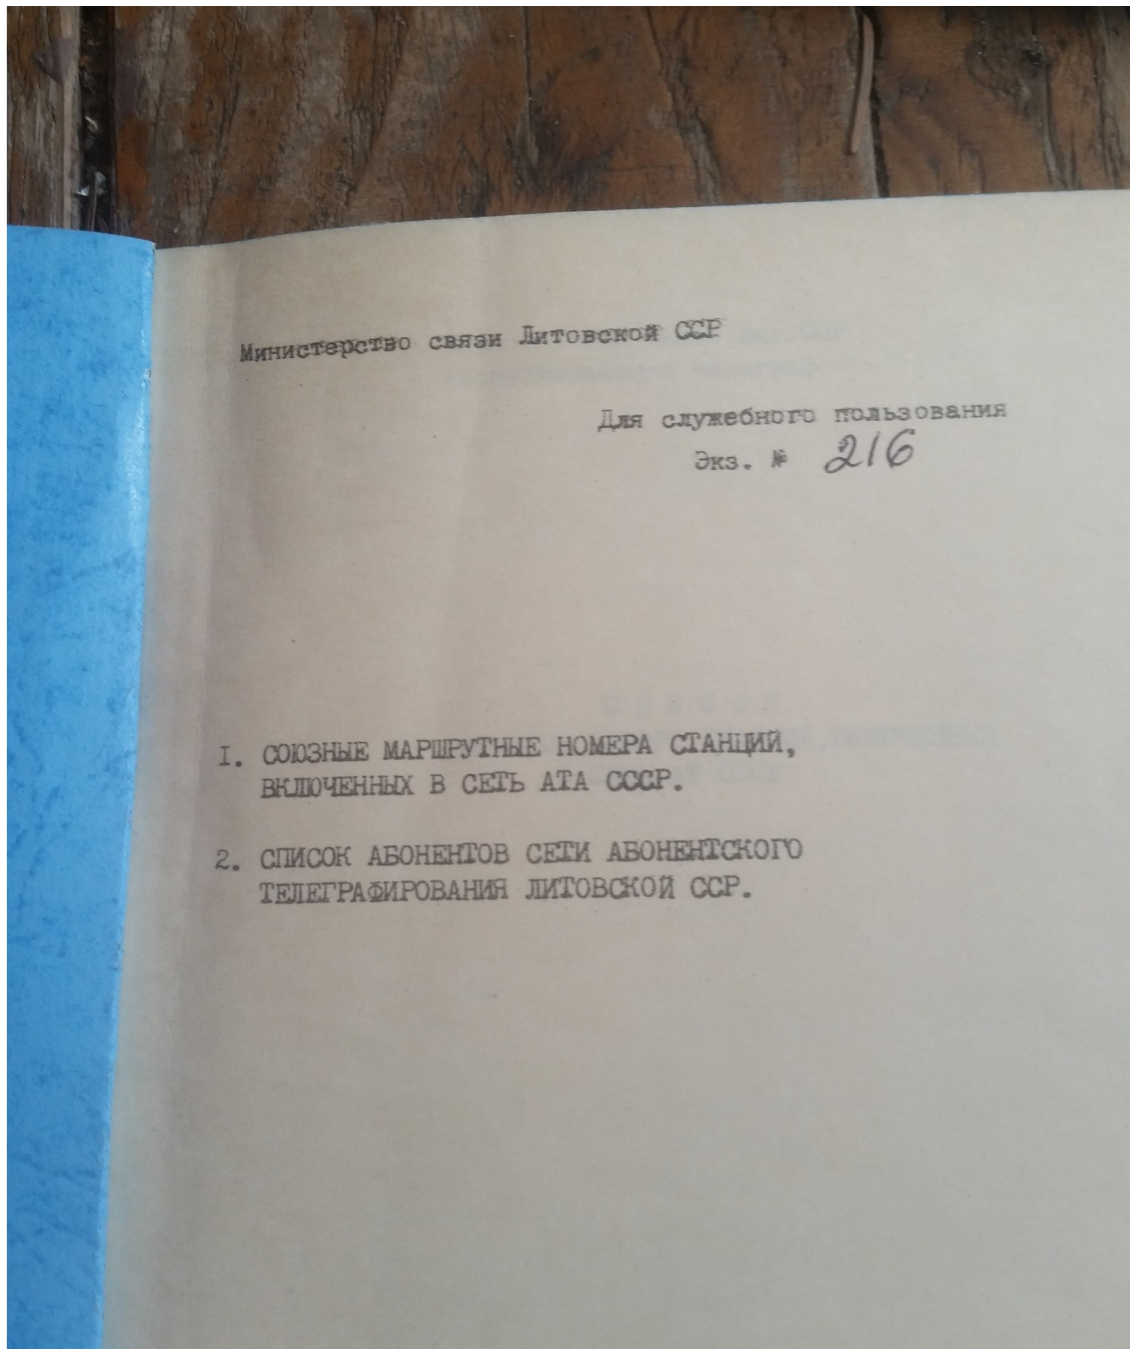 Министерство связи Литовской ССР
Для служебного пользования
Экз. № 216
1. СОЮЗНЫЕ МАРШРУТНЫЕ НОМЕРА СТАНЦИЙ,
ВКЛЮЧЕННЫХ В СЕТЬ АТА СССР.
2. СПИСОК АБОНЕНТОВ СЕТИ АБОНЕНТСКОГО
ТЕЛЕГРАФИРОВАНИЯ ЛИТОВСКОЙ ССР.